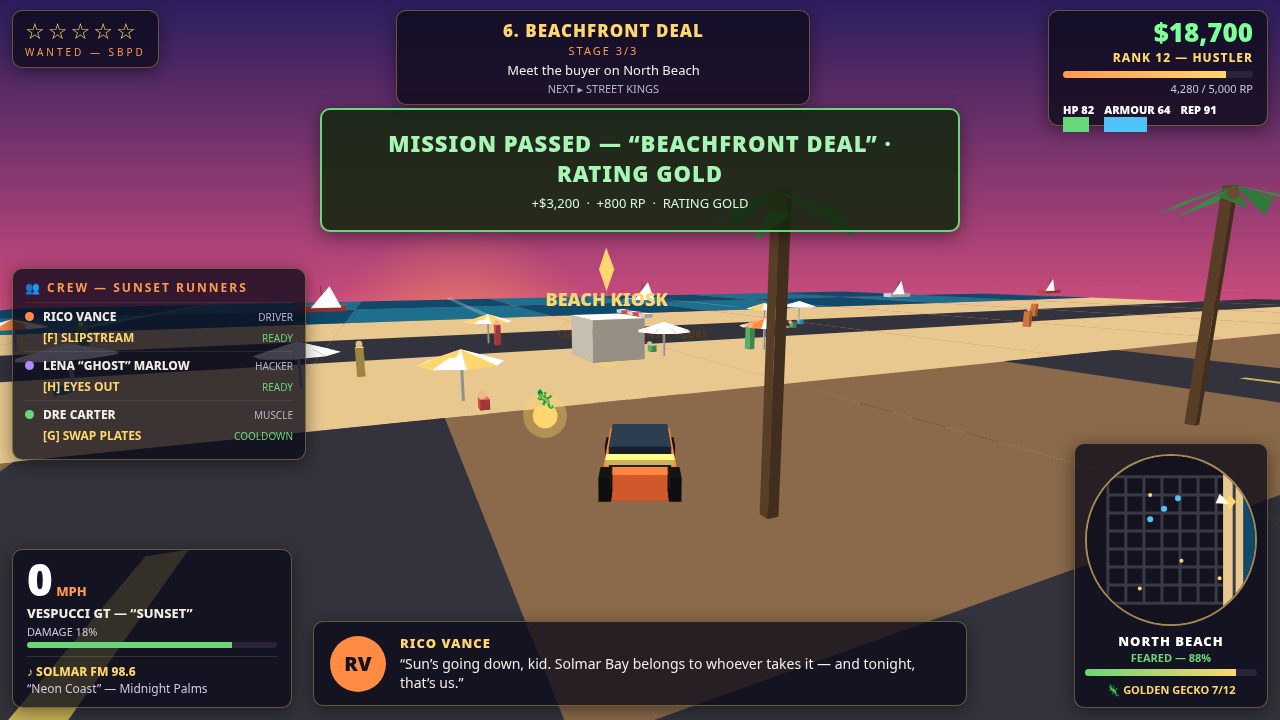 ☆☆☆☆☆
WANTED — SBPD
6. BEACHFRONT DEAL
STAGE 3/3
Meet the buyer on North Beach
NEXT ▸ STREET KINGS
$18,700
RANK 12 — HUSTLER
4,280 / 5,000 RP
HP 82 ARMOUR 64 REP 91
MISSION PASSED — “BEACHFRONT DEAL” ·
RATING GOLD
+$3,200 · +800 RP · RATING GOLD
BEACH KIOSK
👥 CREW — SUNSET RUNNERS
RICO VANCE DRIVER
[F] SLIPSTREAM READY
LENA “GHOST” MARLOW HACKER
[H] EYES OUT READY
DRE CARTER MUSCLE
[G] SWAP PLATES COOLDOWN
0 MPH
VESPUCCI GT — “SUNSET”
DAMAGE 18%
♪ SOLMAR FM 98.6
“Neon Coast” — Midnight Palms
RV
RICO VANCE
“Sun’s going down, kid. Solmar Bay belongs to whoever takes it — and tonight,
that’s us.”
NORTH BEACH
FEARED — 88%
🦎 GOLDEN GECKO 7/12